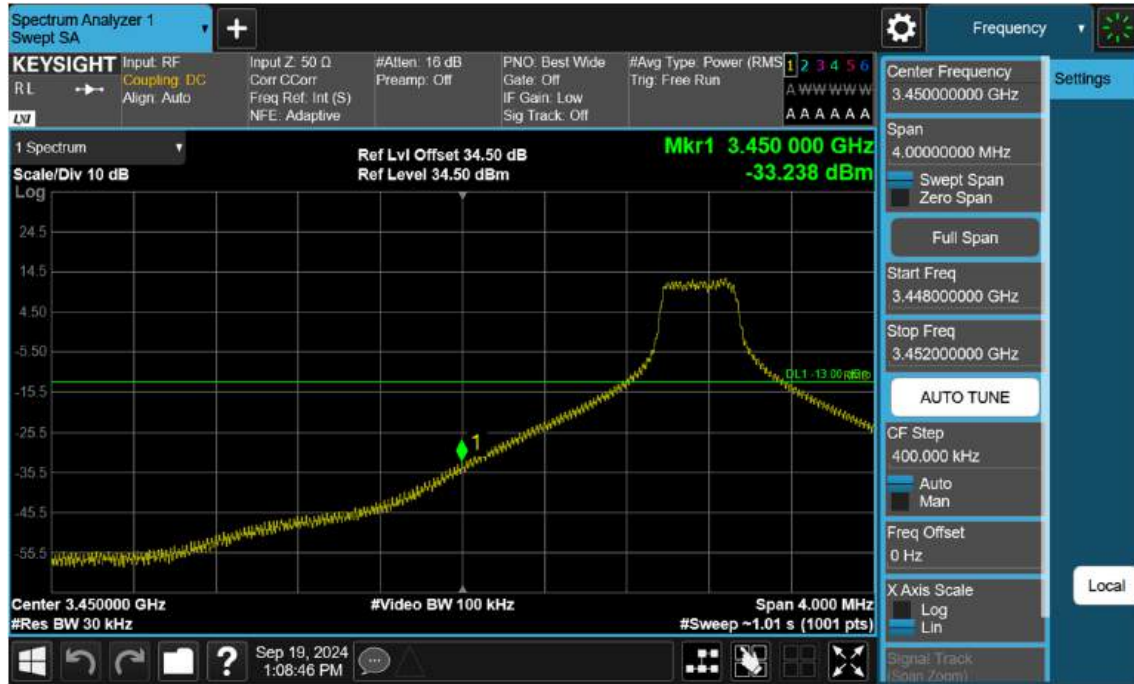 Spectrum Analyzer 1
Swept SA
Frequency
KEYSIGHT
RL
LXI
Input: RF
Coupling: DC
Align: Auto
Input Z: 50 Ω
Corr CCorr
Freq Ref: Int (S)
NFE: Adaptive
#Atten: 16 dB
Preamp: Off
PNO: Best Wide
Gate: Off
IF Gain: Low
Sig Track: Off
#Avg Type: Power (RMS
Trig: Free Run
1 2 3 4 5 6
A W W W W W
A A A A A A
1 Spectrum
Scale/Div 10 dB
Log
Ref Lvl Offset 34.50 dB
Ref Level 34.50 dBm
Mkr1 3.450 000 GHz
-33.238 dBm
24.5
14.5
4.50
-5.50
-15.5
-25.5
-35.5
-45.5
-55.5
DL1 -13.00
1
Center 3.450000 GHz
#Res BW 30 kHz
#Video BW 100 kHz
Span 4.000 MHz
#Sweep ~1.01 s (1001 pts)
Center Frequency
3.450000000 GHz
Span
4.00000000 MHz
Swept Span
Zero Span
Full Span
Start Freq
3.448000000 GHz
Stop Freq
3.452000000 GHz
AUTO TUNE
CF Step
400.000 kHz
Auto
Man
Freq Offset
0 Hz
X Axis Scale
Log
Lin
Signal Track
(Span Zoom)
Settings
Local
?
Sep 19, 2024
1:08:46 PM